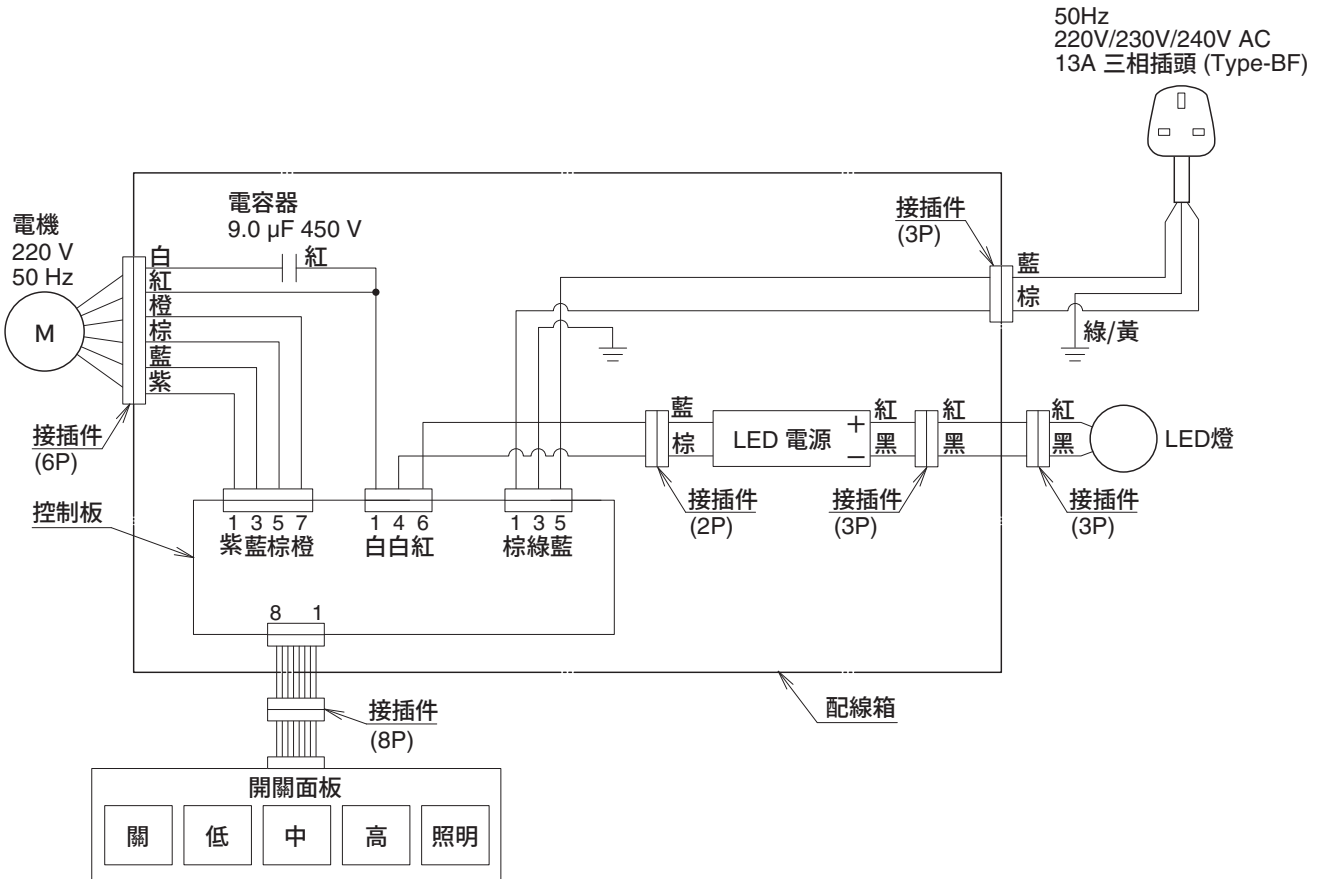 50Hz
220V/230V/240V AC
13A 三相插頭 (Type-BF)
電容器
9.0 μF 450 V
電機
220 V
50 Hz
M
白
紅
紅
橙
棕
藍
紫
接插件
(6P)
接插件
(3P)
藍
棕
綠/黃
藍
棕
LED 電源
+
−
紅
黑
紅
黑
紅
黑
LED燈
接插件
(2P)
接插件
(3P)
接插件
(3P)
控制板
1 3 5 7
紫藍棕橙
1 4 6
白白紅
1 3 5
棕綠藍
8 1
接插件
(8P)
配線箱
開關面板
關
低
中
高
照明